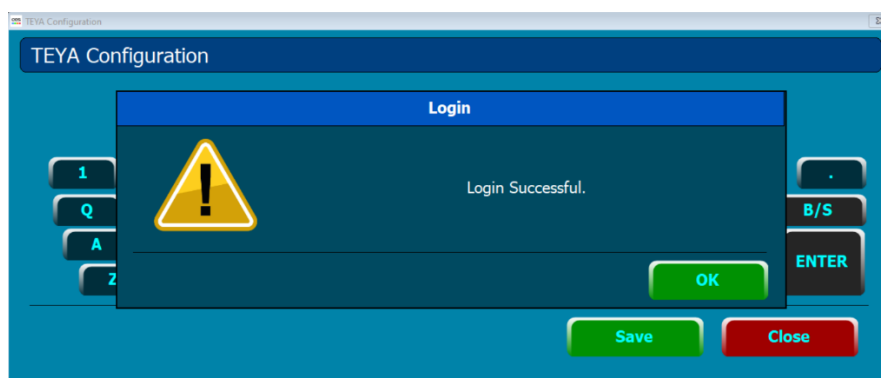 TEYA Configuration
TEYA Configuration
Login
Login Successful.
1
.
Q
B/S
A
ENTER
Z
OK
Save
Close